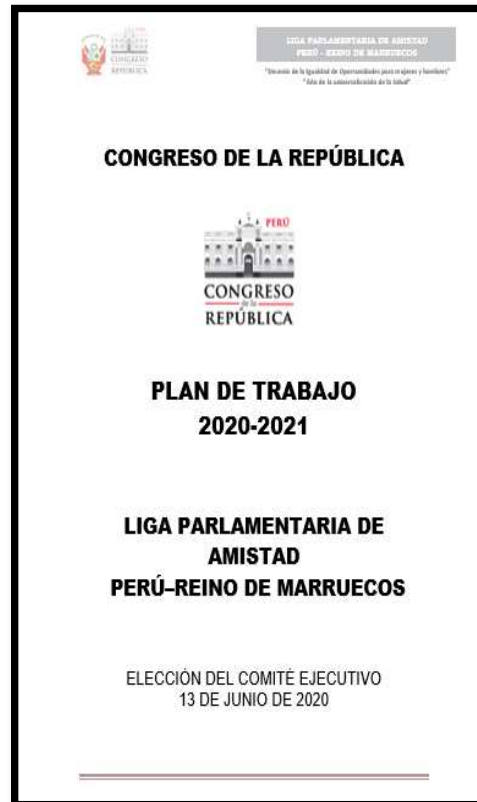 CONGRESO
REPÚBLICA
LIGA PARLAMENTARIA DE AMISTAD
PERÚ - REINO DE MARRUECOS
"Decenio de la Igualdad de Oportunidades para mujeres y hombres"
"Año de la universalización de la Salud"
CONGRESO DE LA REPÚBLICA
PERÚ
CONGRESO
de la
REPÚBLICA
PLAN DE TRABAJO
2020-2021
LIGA PARLAMENTARIA DE
AMISTAD
PERÚ–REINO DE MARRUECOS
ELECCIÓN DEL COMITÉ EJECUTIVO
13 DE JUNIO DE 2020